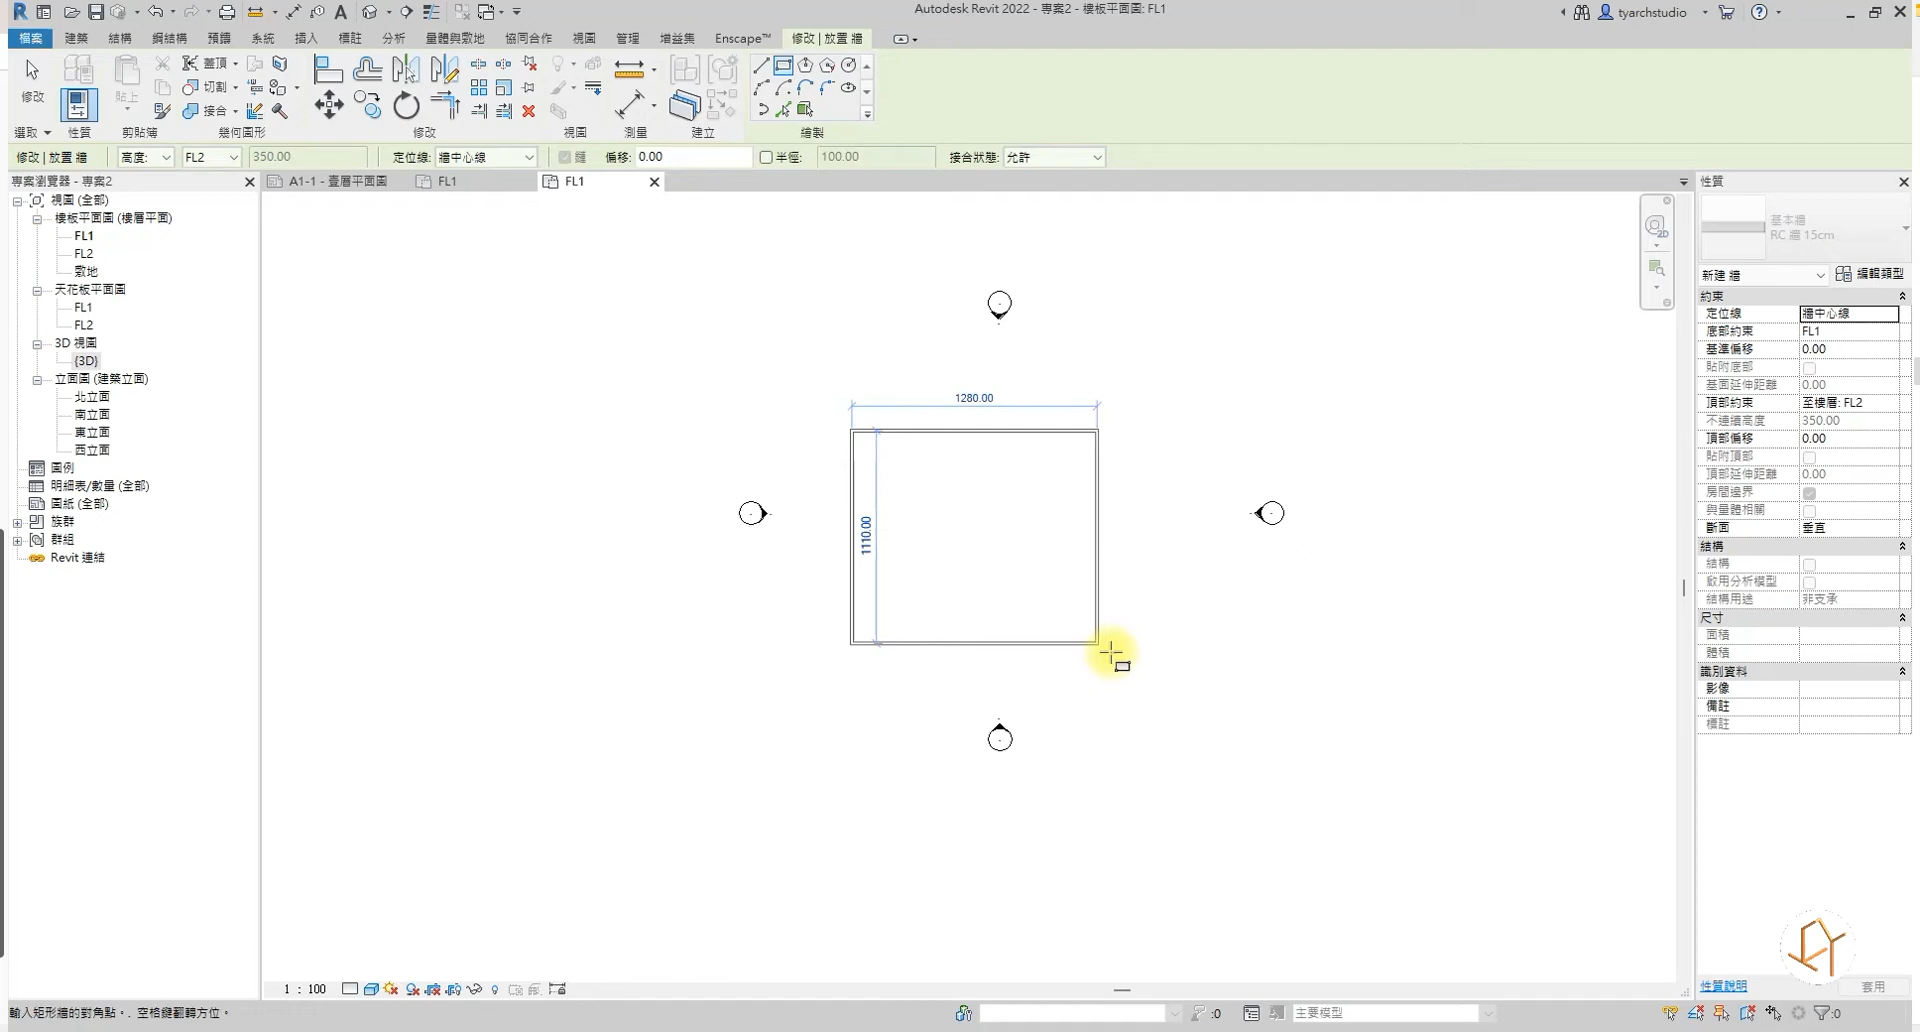 Autodesk Revit 2022 - 專案2 - 樓板平面圖: FL1
tyarchstudio
檔案 建築 結構 鋼結構 預鑄 系統 插入 標註 分析 量體與敷地 協同合作 視圖 管理 增益集 Enscape™ 修改 | 放置 牆
修改
貼上
蓋頂
切割
接合
選取 性質 剪貼簿 幾何圖形 修改 視圖 測量 建立 繪製
修改 | 放置 牆 高度: FL2 350.00 定位線: 牆中心線 鏈 偏移: 0.00 半徑: 100.00 接合狀態: 允許
專案瀏覽器 - 專案2
視圖 (全部)
樓板平面圖 (樓層平面)
FL1
FL2
敷地
天花板平面圖
FL1
FL2
3D 視圖
{3D}
立面圖 (建築立面)
北立面
南立面
東立面
西立面
圖例
明細表/數量 (全部)
圖紙 (全部)
族群
群組
Revit 連結
A1-1 - 壹層平面圖 FL1 FL1
2D
1280.00
1110.00
性質
基本牆
RC 牆 15cm
新建 牆 編輯類型
約束
定位線 牆中心線
底部約束 FL1
基準偏移 0.00
貼附底部
基面延伸距離 0.00
頂部約束 至樓層: FL2
不連續高度 350.00
頂部偏移 0.00
貼附頂部
頂部延伸距離 0.00
房間邊界
與量體相關
斷面 垂直
結構
結構
啟用分析模型
結構用途 非支承
尺寸
面積
體積
識別資料
影像
備註
標註
性質說明 套用
1 : 100
輸入矩形牆的對角點。. 空格鍵翻轉方位。
:0
主要模型
:0